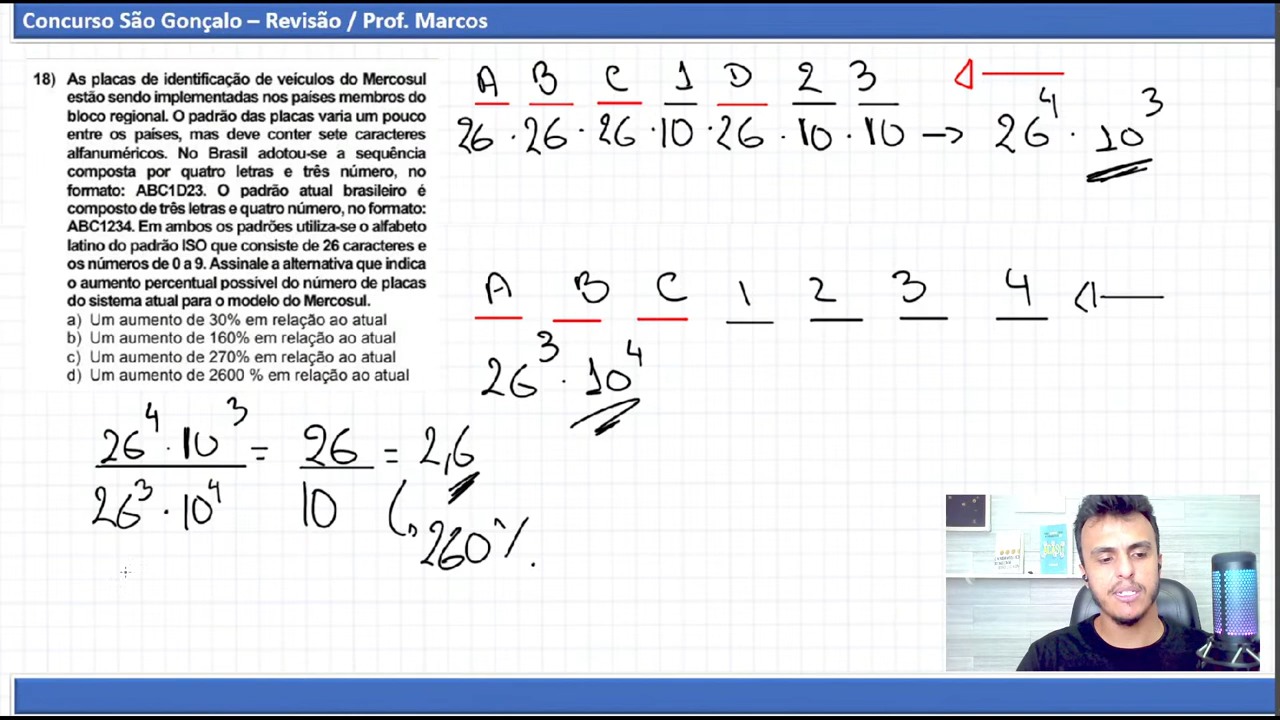 Concurso São Gonçalo – Revisão / Prof. Marcos
18) As placas de identificação de veículos do Mercosul
estão sendo implementadas nos países membros do
bloco regional. O padrão das placas varia um pouco
entre os países, mas deve conter sete caracteres
alfanuméricos. No Brasil adotou-se a sequência
composta por quatro letras e três número, no
formato: ABC1D23. O padrão atual brasileiro é
composto de três letras e quatro número, no formato:
ABC1234. Em ambos os padrões utiliza-se o alfabeto
latino do padrão ISO que consiste de 26 caracteres e
os números de 0 a 9. Assinale a alternativa que indica
o aumento percentual possível do número de placas
do sistema atual para o modelo do Mercosul.
a) Um aumento de 30% em relação ao atual
b) Um aumento de 160% em relação ao atual
c) Um aumento de 270% em relação ao atual
d) Um aumento de 2600 % em relação ao atual
A B C 1 D 2 3
26 · 26 · 26 · 10 · 26 · 10 · 10 → 26⁴ · 10³
A B C 1 2 3 4
26³ · 10⁴
26⁴ · 10³ = 26 = 2,6
26³ · 10⁴ 10
260%.